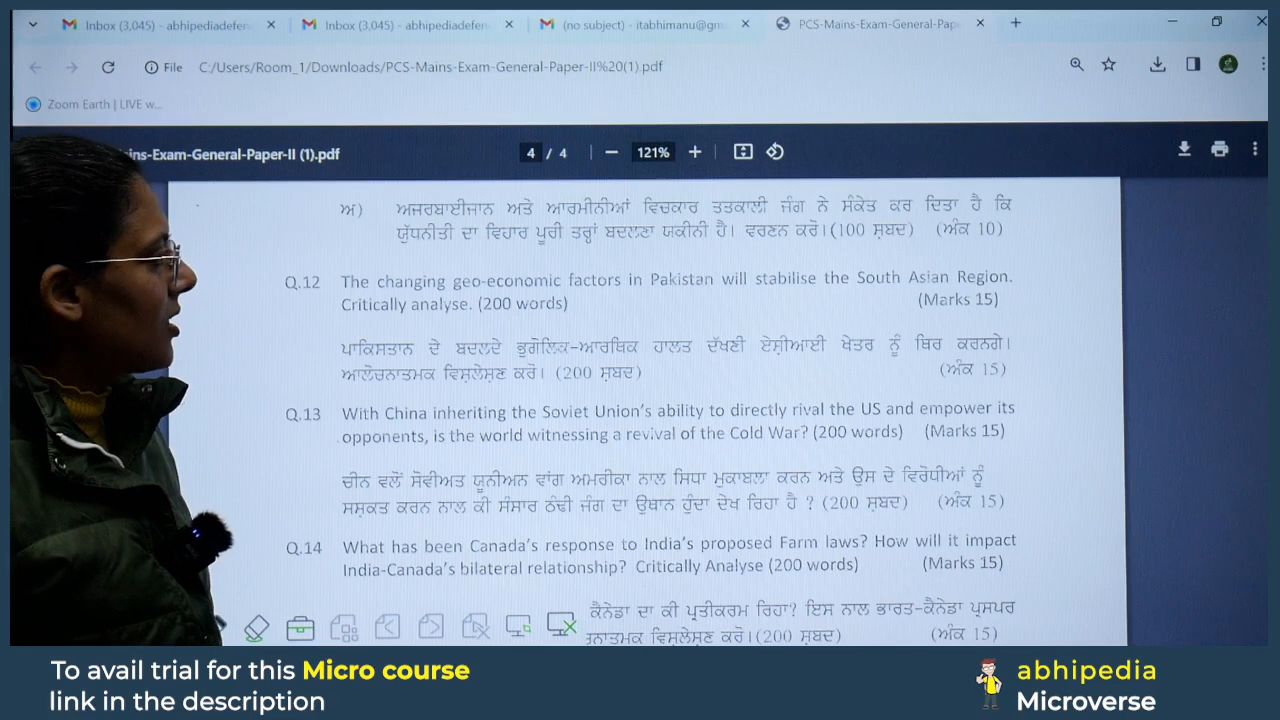 Inbox (3,045) - abhipediadefen
Inbox (3,045) - abhipediadefen
(no subject) - itabhimanu@gm
PCS-Mains-Exam-General-Pap
File C:/Users/Room_1/Downloads/PCS-Mains-Exam-General-Paper-II%20(1).pdf
Zoom Earth | LIVE w...
ins-Exam-General-Paper-II (1).pdf
4 / 4
121%
ਅ) ਅਜਰਬਾਈਜਾਨ ਅਤੇ ਆਰਮੀਨੀਆਂ ਵਿਚਕਾਰ ਤਤਕਾਲੀ ਜੰਗ ਨੇ ਸੰਕੇਤ ਕਰ ਦਿਤਾ ਹੈ ਕਿ
ਯੁੱਧਨੀਤੀ ਦਾ ਵਿਹਾਰ ਪੂਰੀ ਤਰ੍ਹਾਂ ਬਦਲਣਾ ਯਕੀਨੀ ਹੈ। ਵਰਣਨ ਕਰੋ।(100 ਸ਼ਬਦ) (ਅੰਕ 10)
Q.12 The changing geo-economic factors in Pakistan will stabilise the South Asian Region.
Critically analyse. (200 words) (Marks 15)
ਪਾਕਿਸਤਾਨ ਦੇ ਬਦਲਦੇ ਭੂਗੋਲਿਕ-ਆਰਥਿਕ ਹਾਲਤ ਦੱਖਣੀ ਏਸ਼ੀਆਈ ਖੇਤਰ ਨੂੰ ਥਿਰ ਕਰਨਗੇ।
ਆਲੋਚਨਾਤਮਕ ਵਿਸ਼ਲੇਸ਼ਣ ਕਰੋ। (200 ਸ਼ਬਦ) (ਅੰਕ 15)
Q.13 With China inheriting the Soviet Union's ability to directly rival the US and empower its
opponents, is the world witnessing a revival of the Cold War? (200 words) (Marks 15)
ਚੀਨ ਵਲੋਂ ਸੋਵੀਅਤ ਯੂਨੀਅਨ ਵਾਂਗ ਅਮਰੀਕਾ ਨਾਲ ਸਿਧਾ ਮੁਕਾਬਲਾ ਕਰਨ ਅਤੇ ਉਸ ਦੇ ਵਿਰੋਧੀਆਂ ਨੂੰ
ਸਸ਼ਕਤ ਕਰਨ ਨਾਲ ਕੀ ਸੰਸਾਰ ਠੰਢੀ ਜੰਗ ਦਾ ਉਥਾਨ ਹੁੰਦਾ ਦੇਖ ਰਿਹਾ ਹੈ ? (200 ਸ਼ਬਦ) (ਅੰਕ 15)
Q.14 What has been Canada's response to India's proposed Farm laws? How will it impact
India-Canada's bilateral relationship? Critically Analyse (200 words) (Marks 15)
ਕੈਨੇਡਾ ਦਾ ਕੀ ਪ੍ਰਤੀਕਰਮ ਰਿਹਾ? ਇਸ ਨਾਲ ਭਾਰਤ-ਕੈਨੇਡਾ ਪ੍ਰਸਪਰ
ਨਾਤਮਕ ਵਿਸ਼ਲੇਸ਼ਣ ਕਰੋ।(200 ਸ਼ਬਦ) (ਅੰਕ 15)
To avail trial for this Micro course
link in the description
abhipedia
Microverse